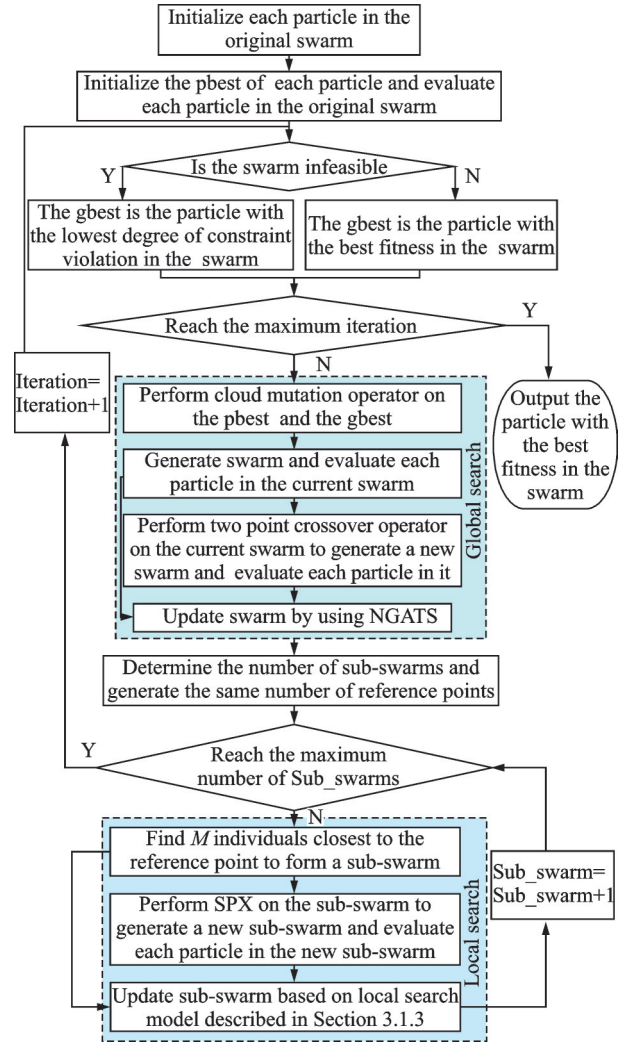 Initialize each particle in the
original swarm
Initialize the pbest of each particle and evaluate
each particle in the original swarm
Is the swarm infeasible
Y
N
The gbest is the particle with
the lowest degree of constraint
violation in the swarm
The gbest is the particle with
the best fitness in the swarm
Reach the maximum iteration
Y
N
Iteration=
Iteration+1
Output the
particle with
the best
fitness in the
swarm
Perform cloud mutation operator on
the pbest and the gbest
Generate swarm and evaluate each
particle in the current swarm
Perform two point crossover operator
on the current swarm to generate a new
swarm and evaluate each particle in it
Update swarm by using NGATS
Global search
Determine the number of sub-swarms and
generate the same number of reference points
Y
Reach the maximum
number of Sub_swarms
N
Find M individuals closest to the
reference point to form a sub-swarm
Perform SPX on the sub-swarm to
generate a new sub-swarm and evaluate
each particle in the new sub-swarm
Update sub-swarm based on local search
model described in Section 3.1.3
Local search
Sub_swarm=
Sub_swarm+1